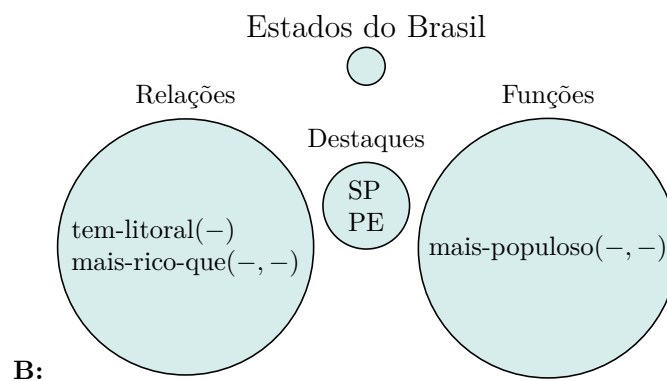 Estados do Brasil
Relações
Funções
Destaques
SP
PE
tem-litoral(−)
mais-rico-que(−, −)
mais-populoso(−, −)
B: